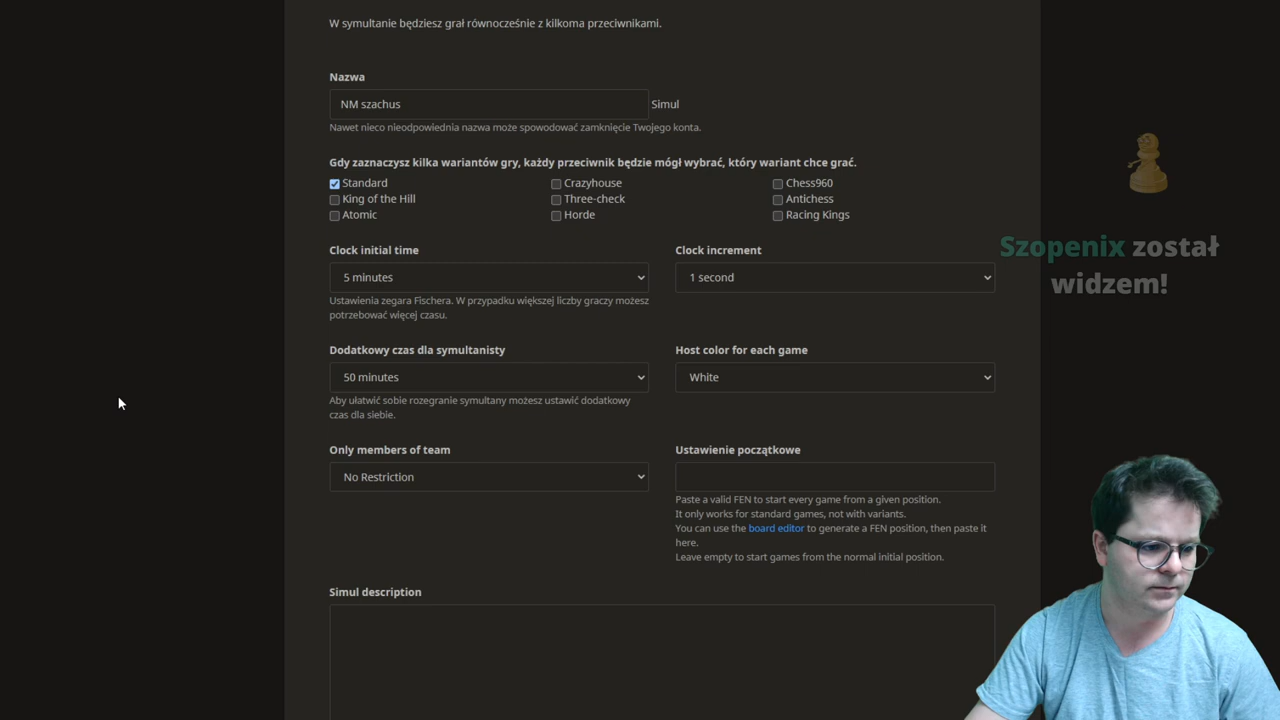 W symultanie będziesz grał równocześnie z kilkoma przeciwnikami.
Nazwa
NM szachus Simul
Nawet nieco nieodpowiednia nazwa może spowodować zamknięcie Twojego konta.
Gdy zaznaczysz kilka wariantów gry, każdy przeciwnik będzie mógł wybrać, który wariant chce grać.
Standard Crazyhouse Chess960
King of the Hill Three-check Antichess
Atomic Horde Racing Kings
Szopenix został
widzem!
Clock initial time Clock increment
5 minutes 1 second
Ustawienia zegara Fischera. W przypadku większej liczby graczy możesz
potrzebować więcej czasu.
Dodatkowy czas dla symultanisty Host color for each game
50 minutes White
Aby ułatwić sobie rozegranie symultany możesz ustawić dodatkowy
czas dla siebie.
Only members of team Ustawienie początkowe
No Restriction
Paste a valid FEN to start every game from a given position.
It only works for standard games, not with variants.
You can use the board editor to generate a FEN position, then paste it
here.
Leave empty to start games from the normal initial position.
Simul description